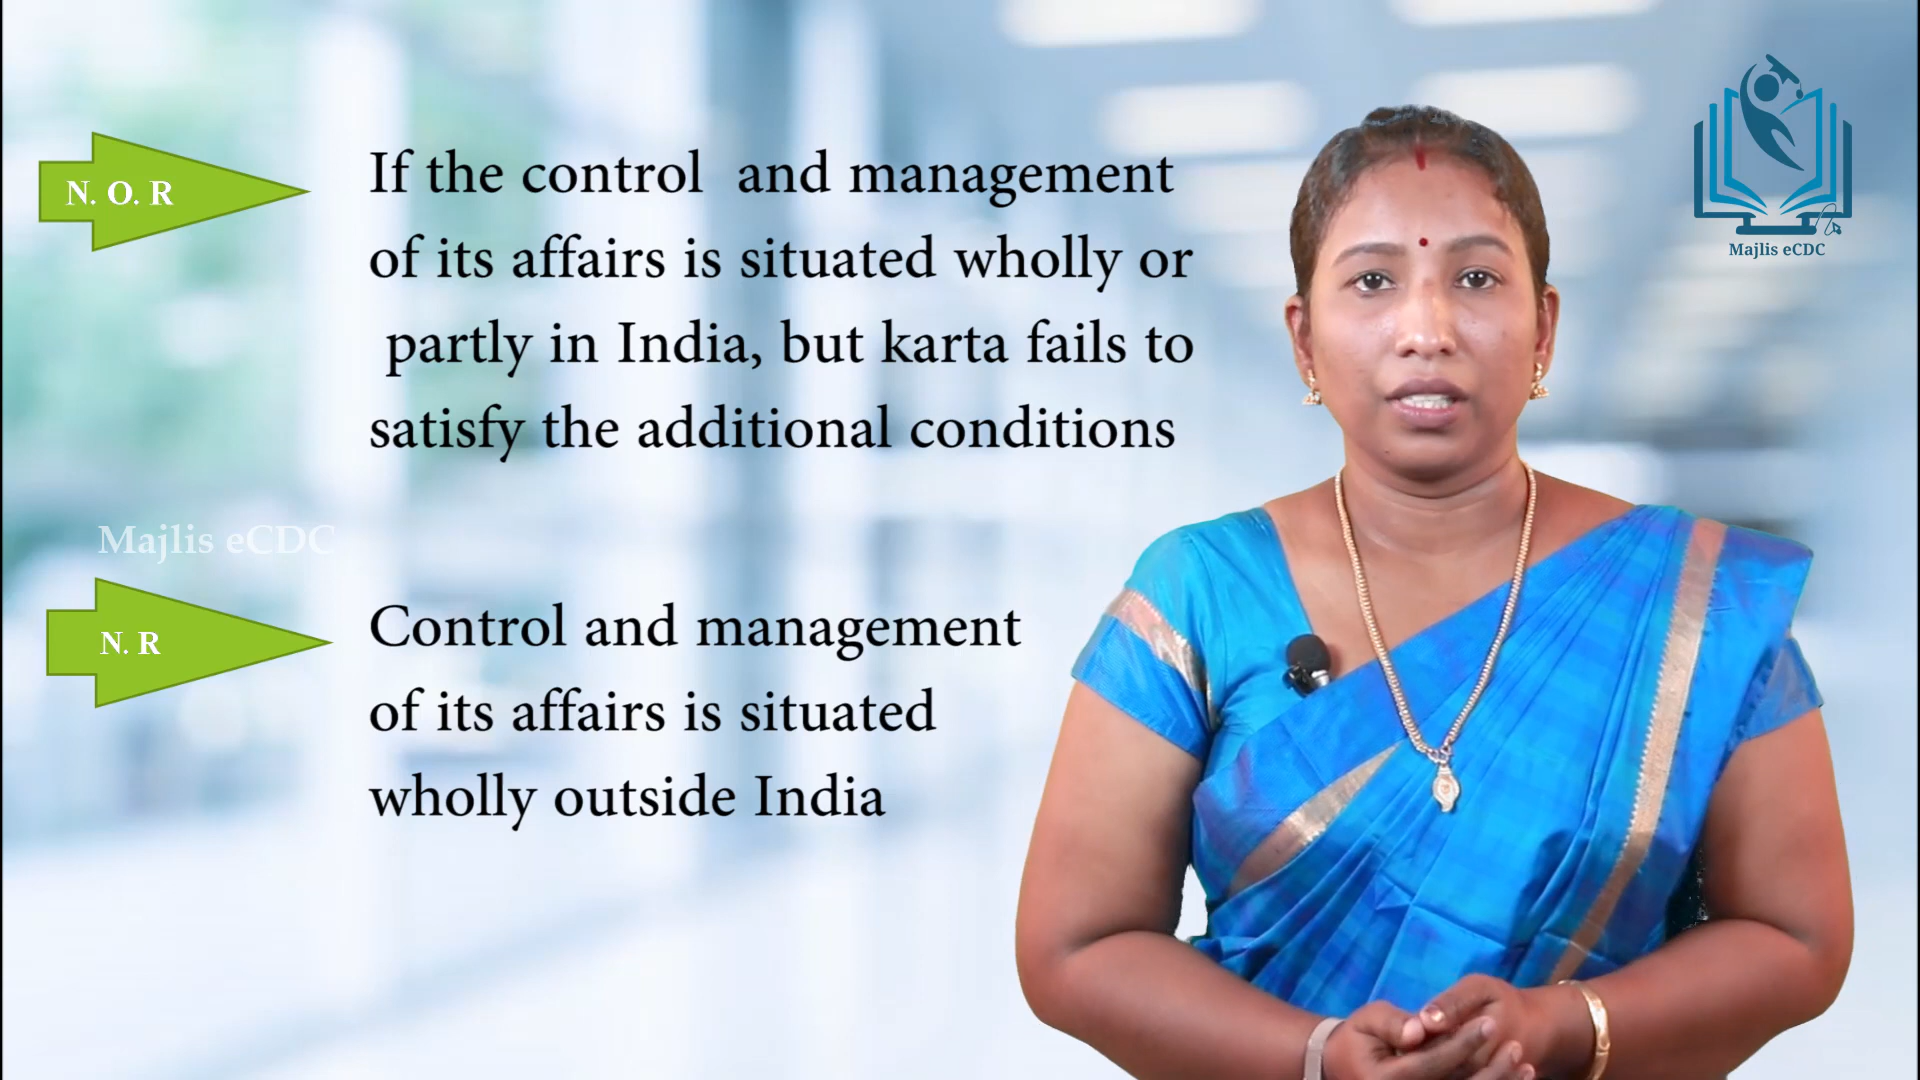 N. O. R
If the control and management
of its affairs is situated wholly or
partly in India, but karta fails to
satisfy the additional conditions
Majlis eCDC
Majlis eCDC
N. R
Control and management
of its affairs is situated
wholly outside India